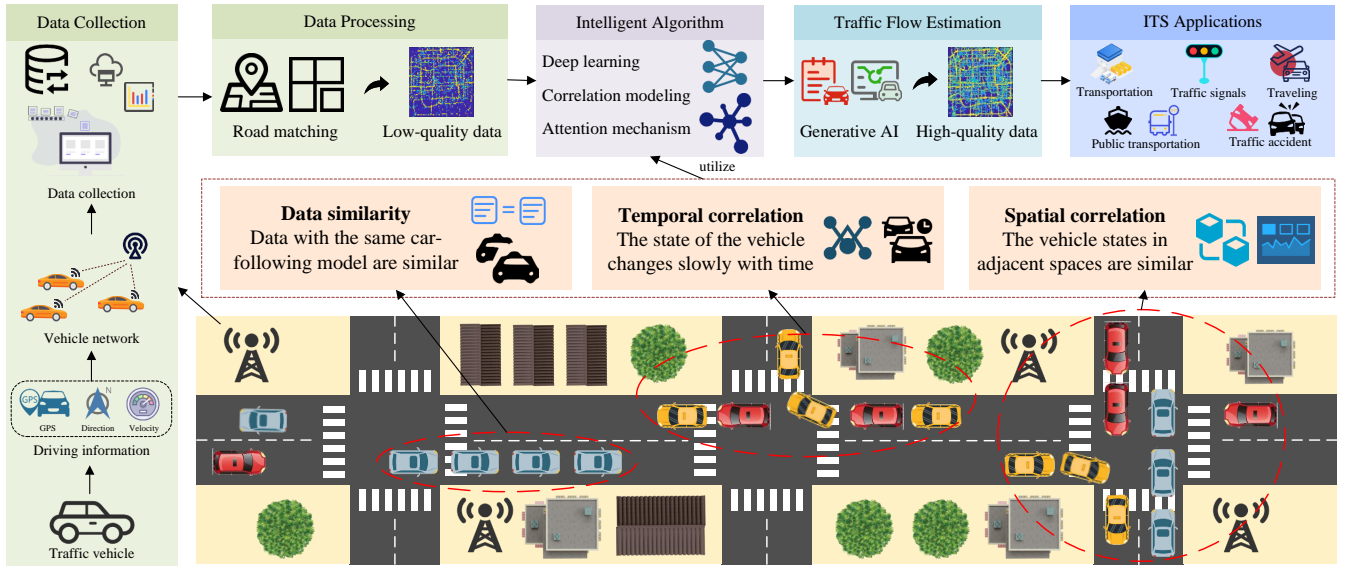 Data Collection
Data collection
Vehicle network
GPS
N
GPS
Direction
Velocity
Driving information
Traffic vehicle
Data Processing
Road matching
Low-quality data
Intelligent Algorithm
Deep learning
Correlation modeling
Attention mechanism
Traffic Flow Estimation
Generative AI
High-quality data
ITS Applications
Transportation
Traffic signals
Traveling
Public transportation
Traffic accident
utilize
Data similarity
Data with the same car-
following model are similar
Temporal correlation
The state of the vehicle
changes slowly with time
Spatial correlation
The vehicle states in
adjacent spaces are similar